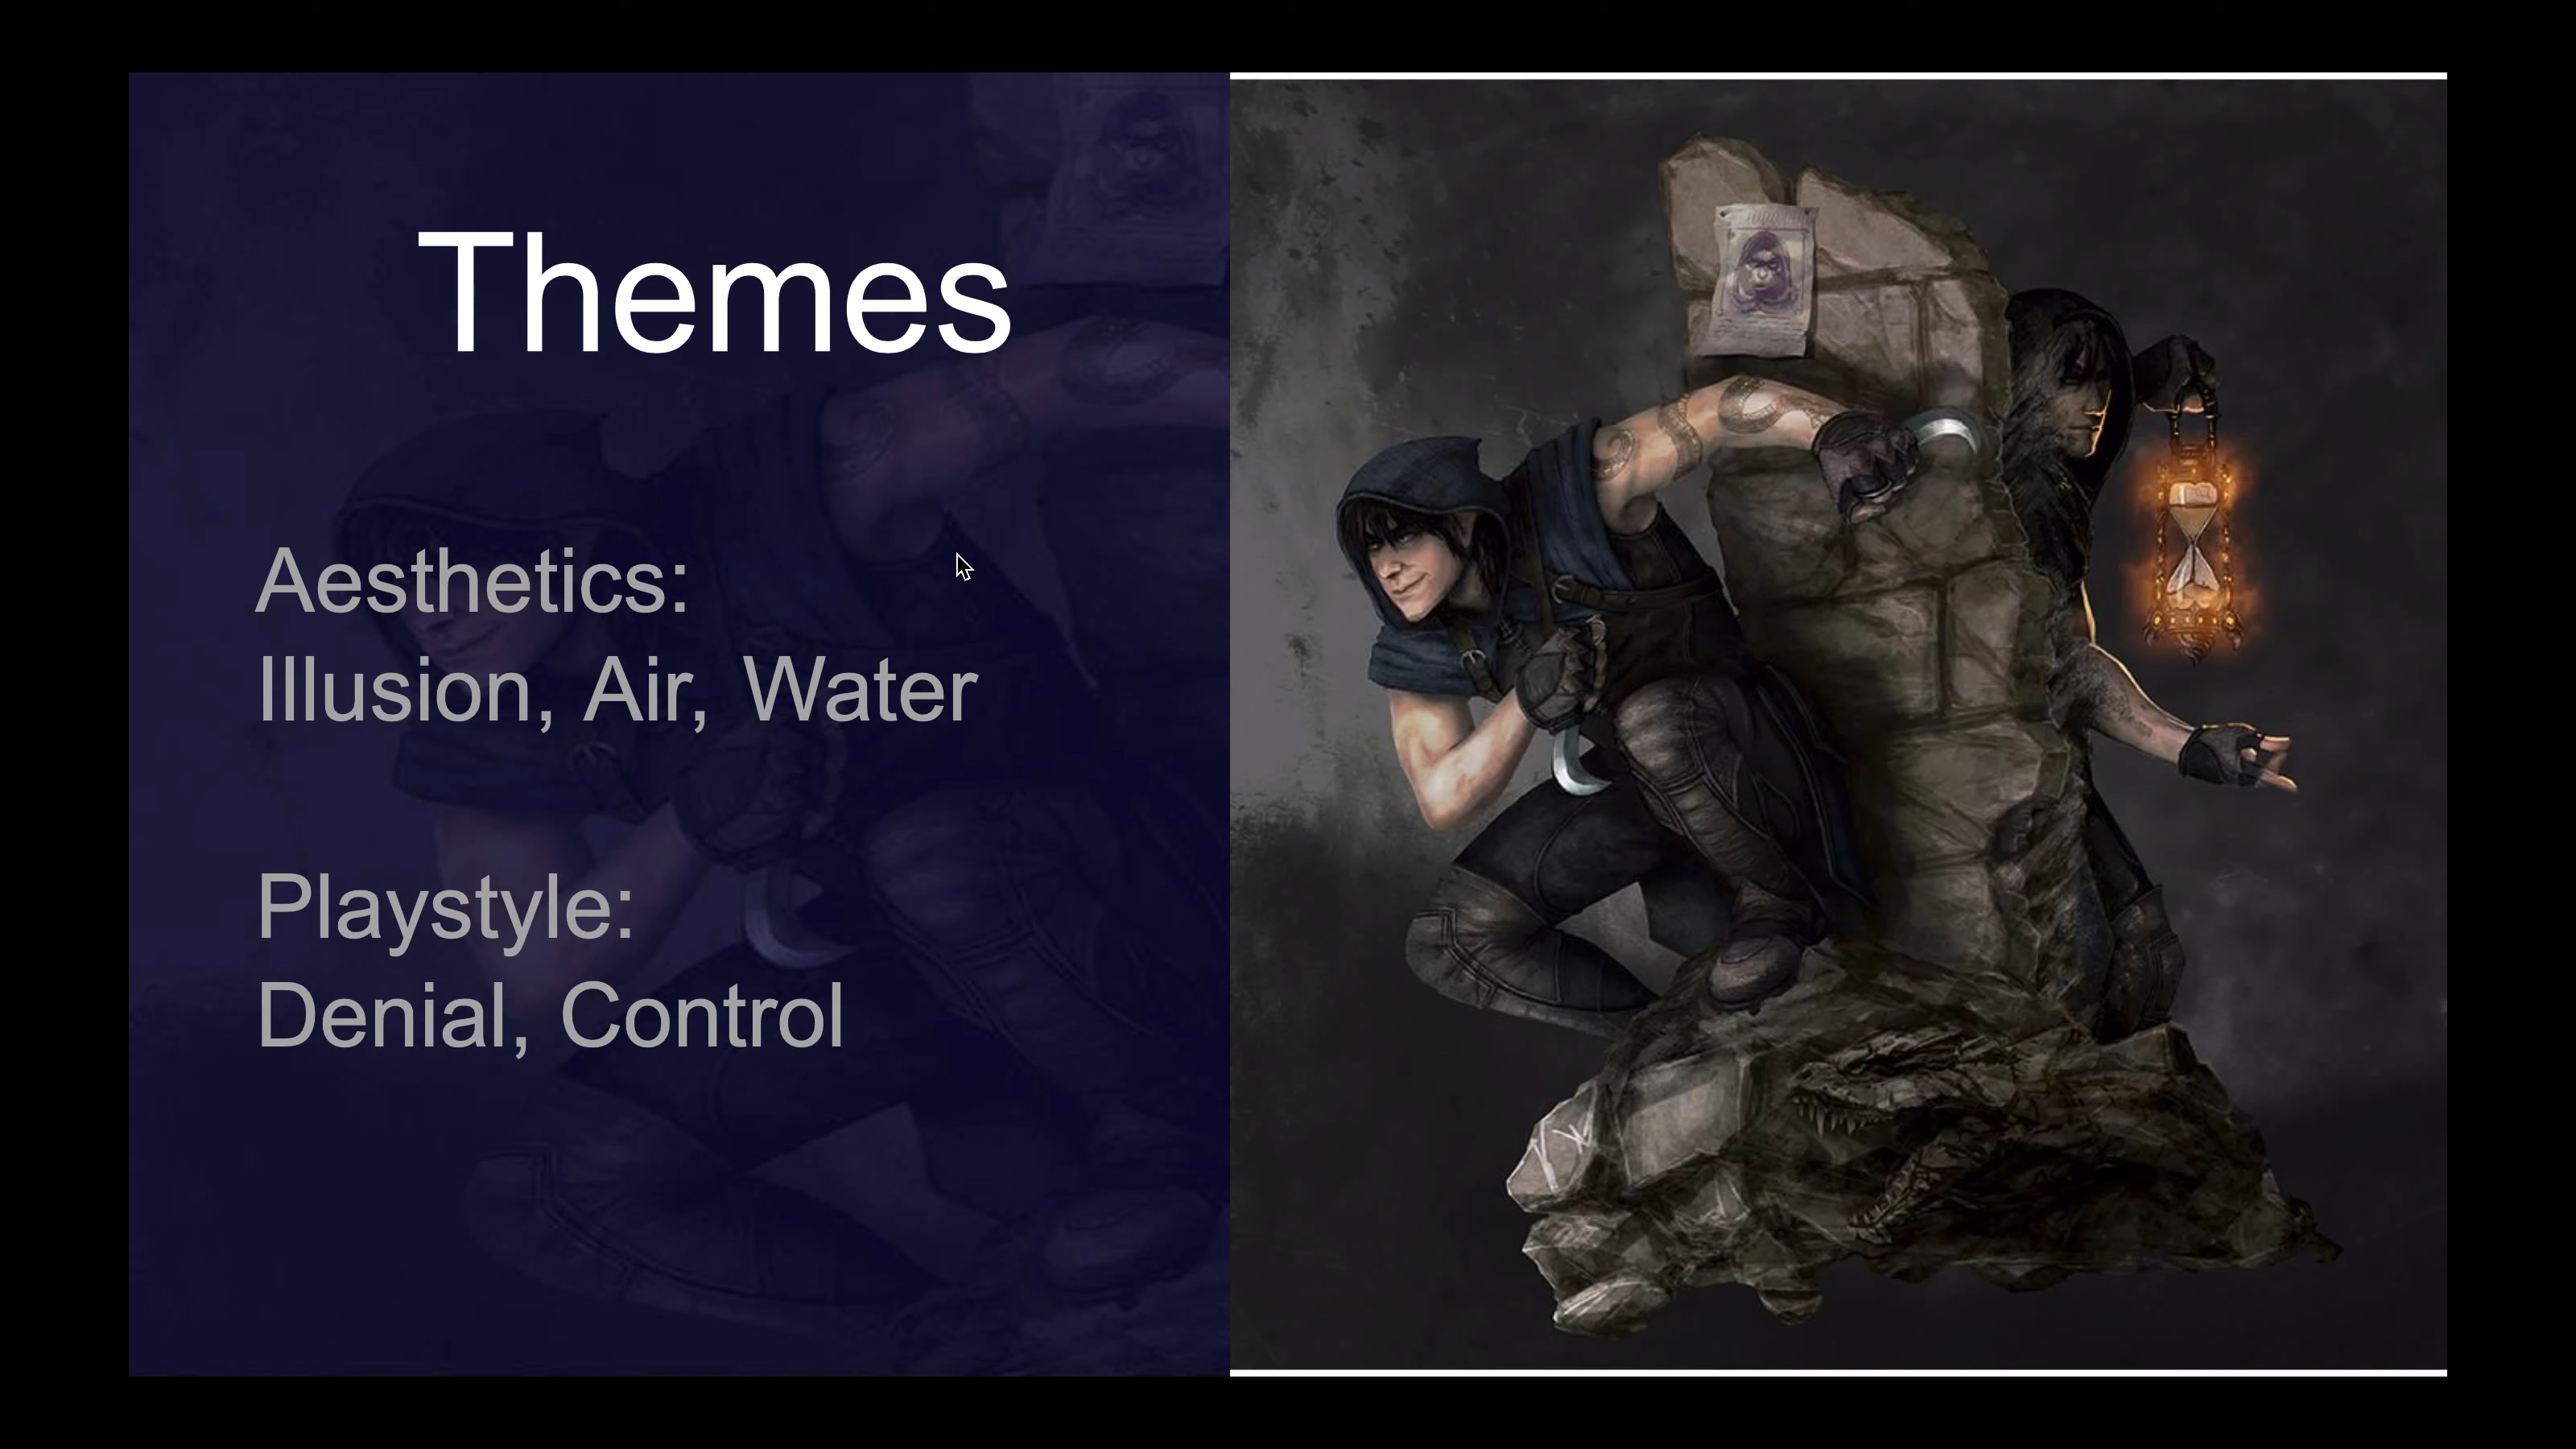 Themes
Aesthetics:
Illusion, Air, Water
Playstyle:
Denial, Control